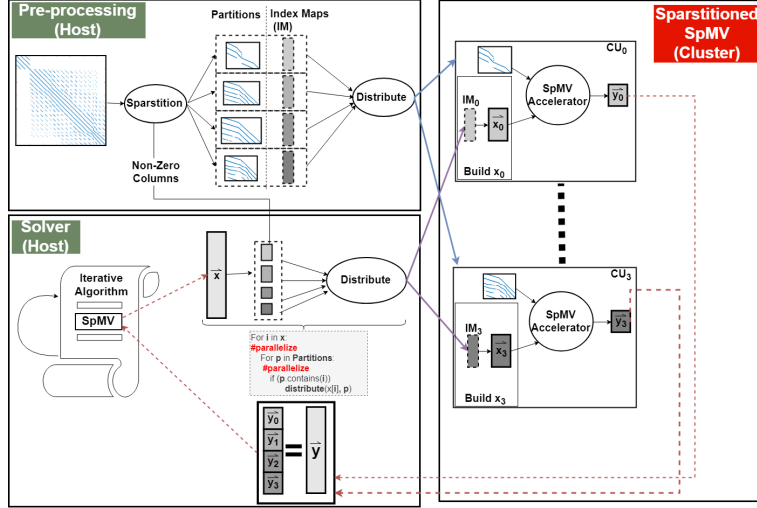 Pre-processing
(Host)
Partitions
Index Maps
(IM)
Sparstition
Distribute
Non-Zero
Columns
Sparstitioned
SpMV
(Cluster)
CU0
SpMV
Accelerator
IM0
x0
y0
Build x0
CU3
SpMV
Accelerator
IM3
x3
y3
Build x3
Solver
(Host)
Iterative
Algorithm
SpMV
x
Distribute
For i in x:
#parallelize
For p in Partitions:
#parallelize
if (p.contains(i))
distribute(x[i], p)
y0
y1
y2
y3
=
y